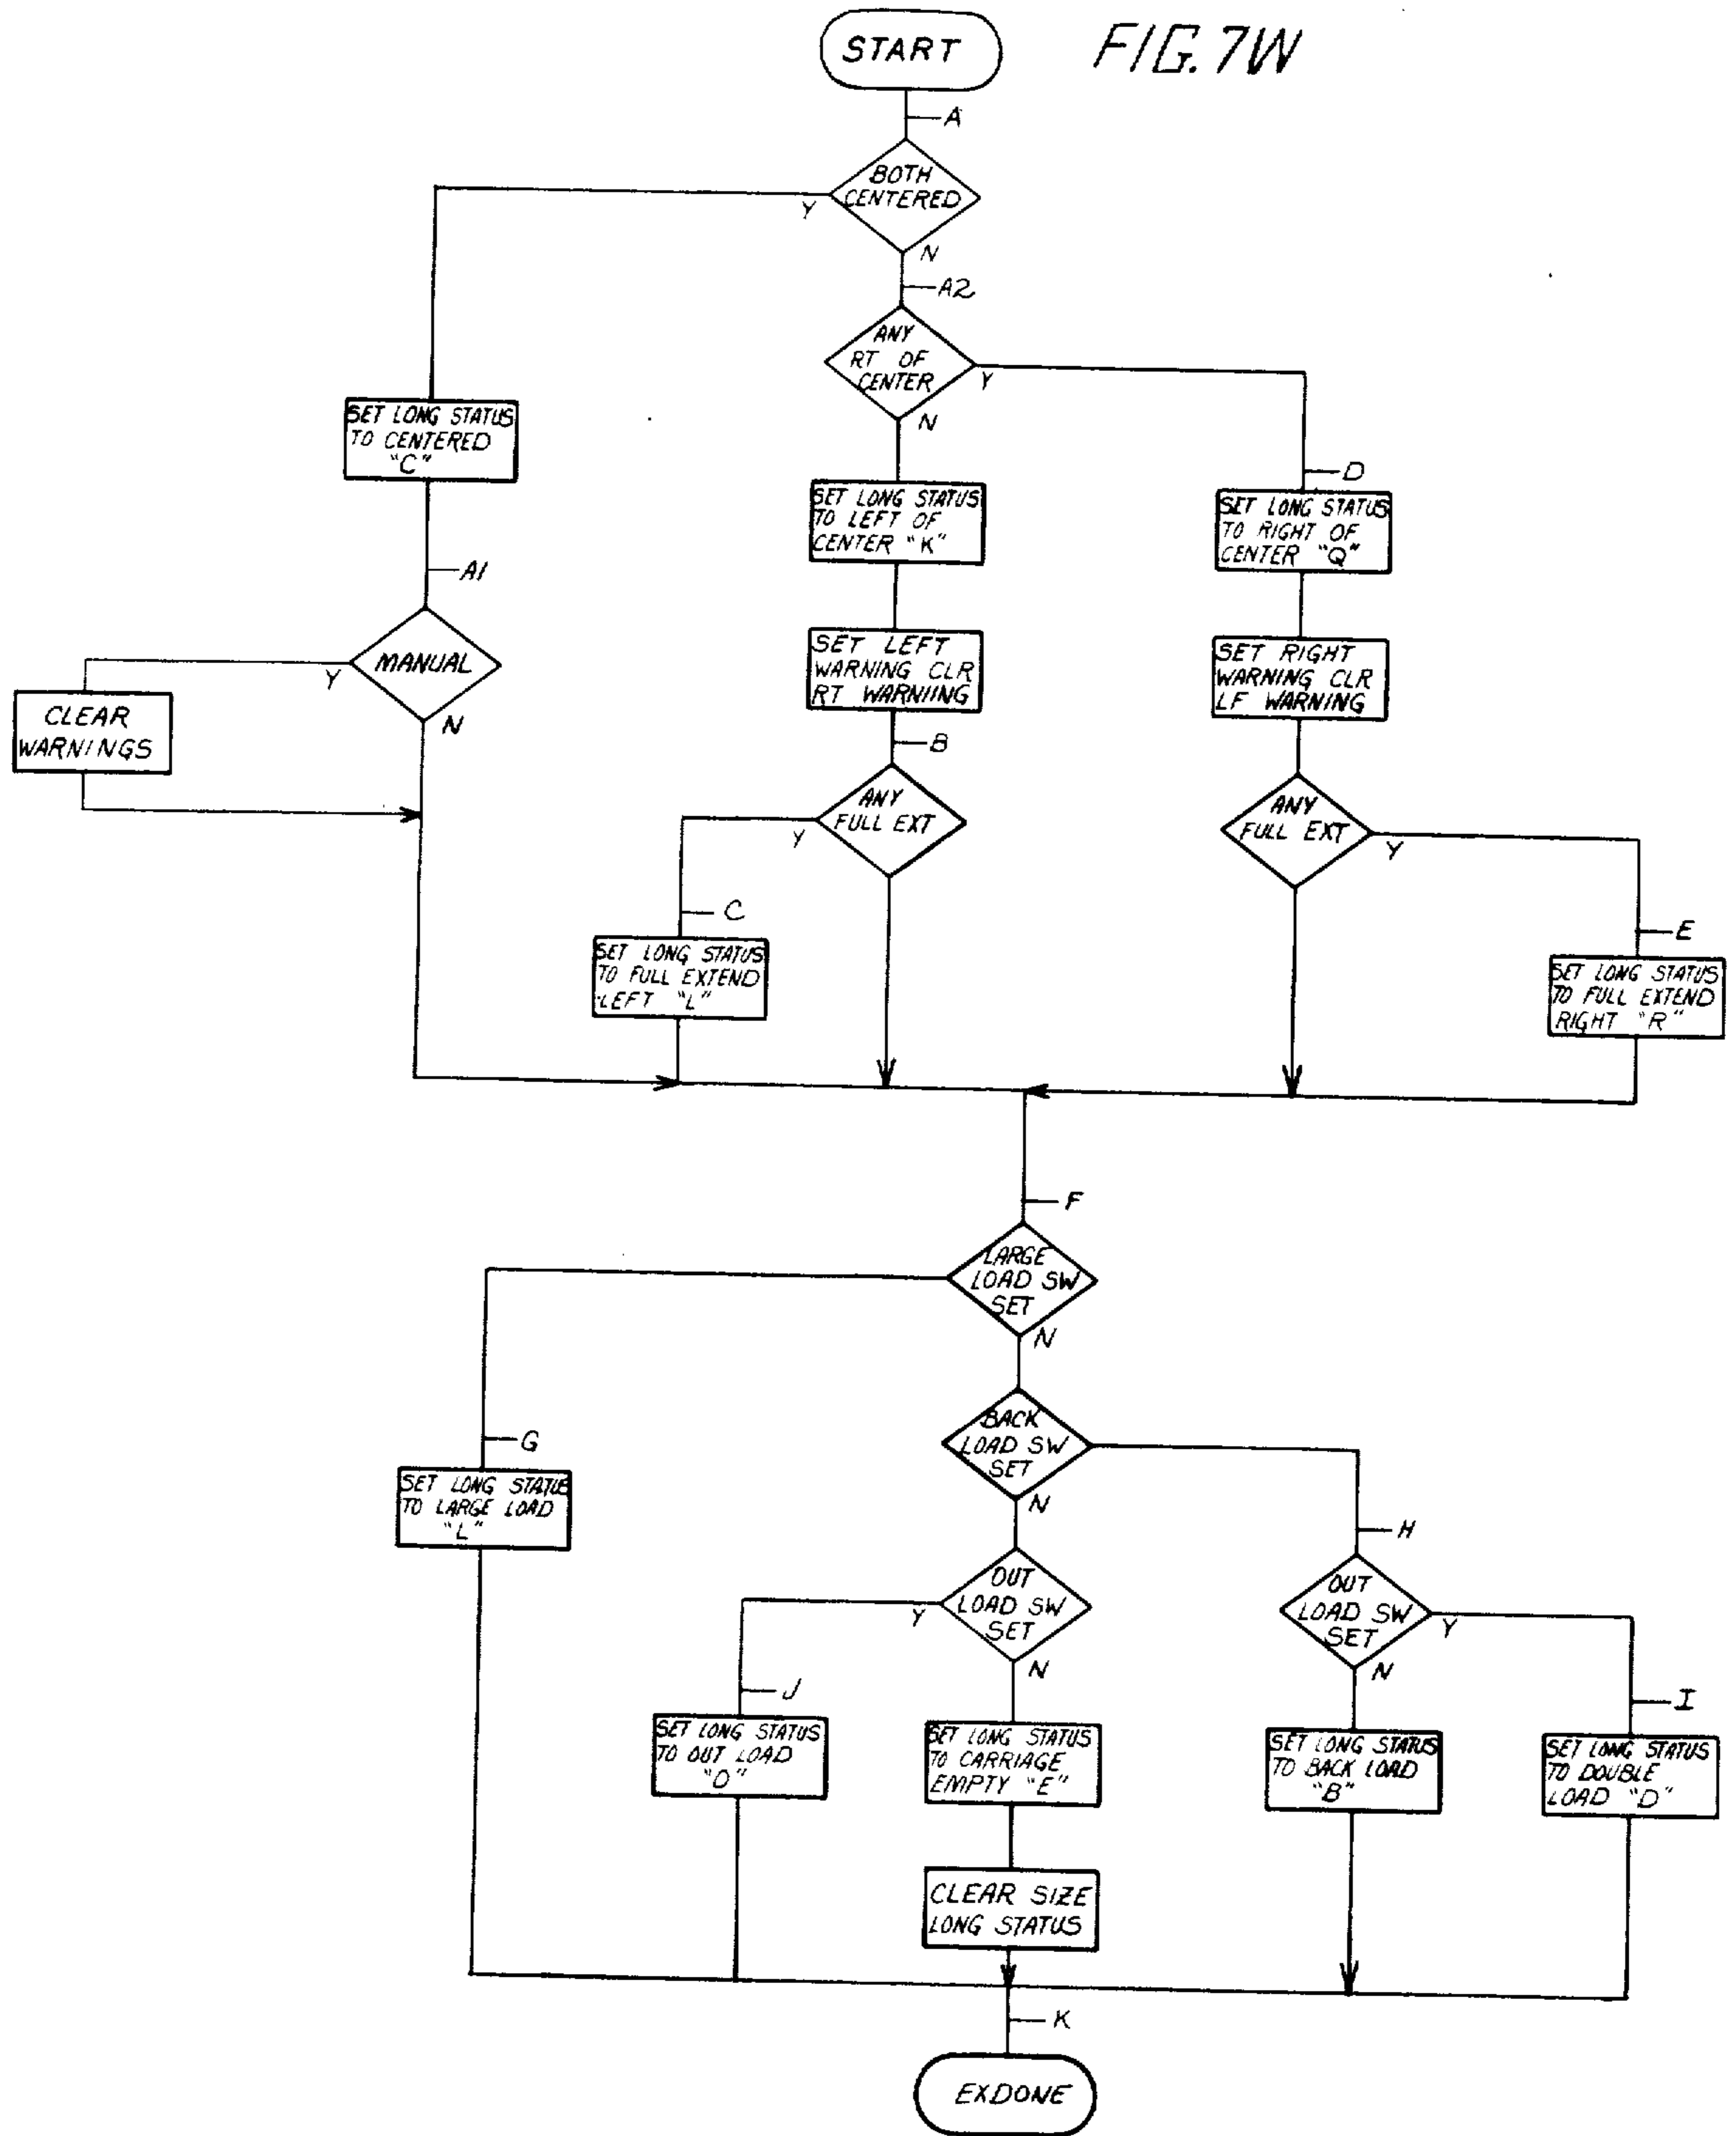 FIG. 7W
START
A
BOTH
CENTERED
Y
N
A2
ANY
RT OF
CENTER
Y
N
SET LONG STATUS
TO CENTERED
"C"
A1
MANUAL
Y
N
CLEAR
WARNINGS
SET LONG STATUS
TO LEFT OF
CENTER "K"
SET LEFT
WARNING CLR
RT WARNIING
B
ANY
FULL EXT
Y
C
SET LONG STATUS
TO FULL EXTEND
LEFT "L"
D
SET LONG STATUS
TO RIGHT OF
CENTER "Q"
SET RIGHT
WARNING CLR
LF WARNING
ANY
FULL EXT
Y
E
SET LONG STATUS
TO FULL EXTEND
RIGHT "R"
F
LARGE
LOAD SW
SET
N
G
SET LONG STATUS
TO LARGE LOAD
"L"
BACK
LOAD SW
SET
N
H
OUT
LOAD SW
SET
Y
N
J
SET LONG STATUS
TO OUT LOAD
"O"
SET LONG STATUS
TO CARRIAGE
EMPTY "E"
CLEAR SIZE
LONG STATUS
OUT
LOAD SW
SET
Y
N
I
SET LONG STATUS
TO BACK LOAD
"B"
SET LONG STATUS
TO DOUBLE
LOAD "D"
K
EXDONE